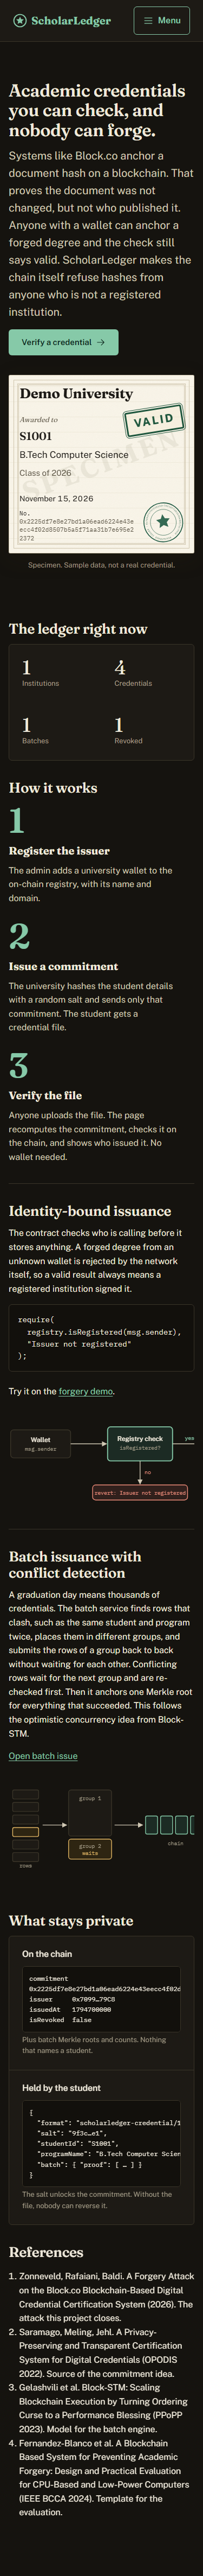 ScholarLedger
Menu
Academic credentials
you can check, and
nobody can forge.
Systems like Block.co anchor a
document hash on a blockchain. That
proves the document was not
changed, but not who published it.
Anyone with a wallet can anchor a
forged degree and the check still
says valid. ScholarLedger makes the
chain itself refuse hashes from
anyone who is not a registered
institution.
Verify a credential →
Demo University
VALID
Awarded to
S1001
B.Tech Computer Science
Class of 2026
SPECIMEN
November 15, 2026
No.
Specimen. Sample data, not a real credential.
The ledger right now
1 4
Institutions Credentials
1 1
Batches Revoked
How it works
1
Register the issuer
The admin adds a university wallet to the
on-chain registry, with its name and
domain.
2
Issue a commitment
The university hashes the student details
with a random salt and sends only that
commitment. The student gets a
credential file.
3
Verify the file
Anyone uploads the file. The page
recomputes the commitment, checks it on
the chain, and shows who issued it. No
wallet needed.
Identity-bound issuance
The contract checks who is calling before it
stores anything. A forged degree from an
unknown wallet is rejected by the network
itself, so a valid result always means a
registered institution signed it.
require(
registry.isRegistered(msg.sender),
"Issuer not registered"
);
Try it on the forgery demo.
Wallet
msg.sender
Registry check
isRegistered?
yes
no
revert: Issuer not registered
Batch issuance with
conflict detection
A graduation day means thousands of
credentials. The batch service finds rows that
clash, such as the same student and program
twice, places them in different groups, and
submits the rows of a group back to back
without waiting for each other. Conflicting
rows wait for the next group and are re-
checked first. Then it anchors one Merkle root
for everything that succeeded. This follows
the optimistic concurrency idea from Block-
STM.
Open batch issue
group 1
group 2
waits
rows
chain
What stays private
On the chain
commitment
issuer 0x7099…79C8
issuedAt 1794700000
isRevoked false
Plus batch Merkle roots and counts. Nothing
that names a student.
Held by the student
{
"format": "scholarledger-credential/1
"salt": "9f3c…e1",
"studentId": "S1001",
"programName": "B.Tech Computer Scien
"batch": { "proof": [ … ] }
}
The salt unlocks the commitment. Without the
file, nobody can reverse it.
References
1. Zonneveld, Rafaiani, Baldi. A Forgery Attack
on the Block.co Blockchain-Based Digital
Credential Certification System (2026). The
attack this project closes.
2. Saramago, Meling, Jehl. A Privacy-
Preserving and Transparent Certification
System for Digital Credentials (OPODIS
2022). Source of the commitment idea.
3. Gelashvili et al. Block-STM: Scaling
Blockchain Execution by Turning Ordering
Curse to a Performance Blessing (PPoPP
2023). Model for the batch engine.
4. Fernandez-Blanco et al. A Blockchain
Based System for Preventing Academic
Forgery: Design and Practical Evaluation
for CPU-Based and Low-Power Computers
(IEEE BCCA 2024). Template for the
evaluation.